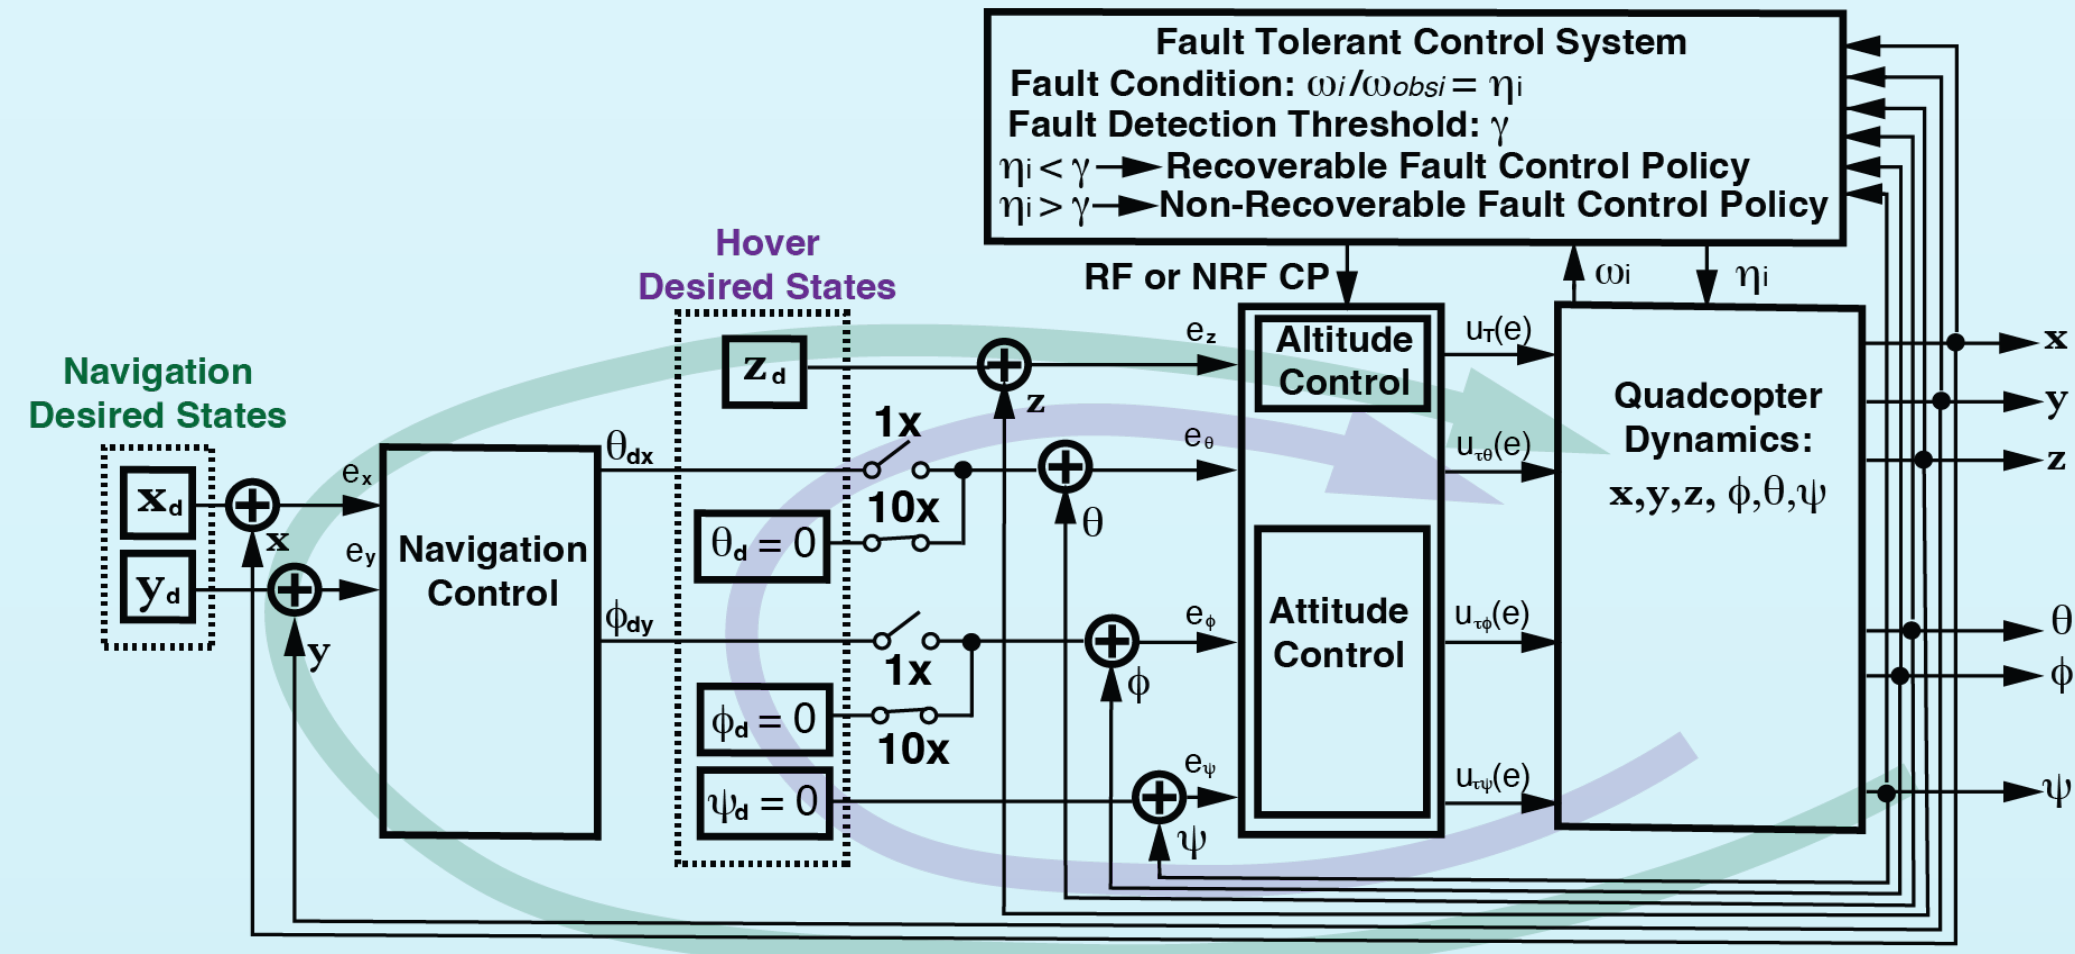 Fault Tolerant Control System
Fault Condition: ωi/ωobsi = ηi
Fault Detection Threshold: γ
ηi < γ → Recoverable Fault Control Policy
ηi > γ → Non-Recoverable Fault Control Policy
RF or NRF CP
ωi
ηi
Hover
Desired States
Navigation
Desired States
xd
yd
x
y
ex
ey
Navigation
Control
θdx
ϕdy
zd
θd = 0
ϕd = 0
ψd = 0
1x
10x
1x
10x
z
θ
ϕ
ψ
ez
eθ
eϕ
eψ
Altitude
Control
Attitude
Control
uT(e)
uτθ(e)
uτϕ(e)
uτψ(e)
Quadcopter
Dynamics:
x,y,z, ϕ,θ,ψ
x
y
z
θ
ϕ
ψ